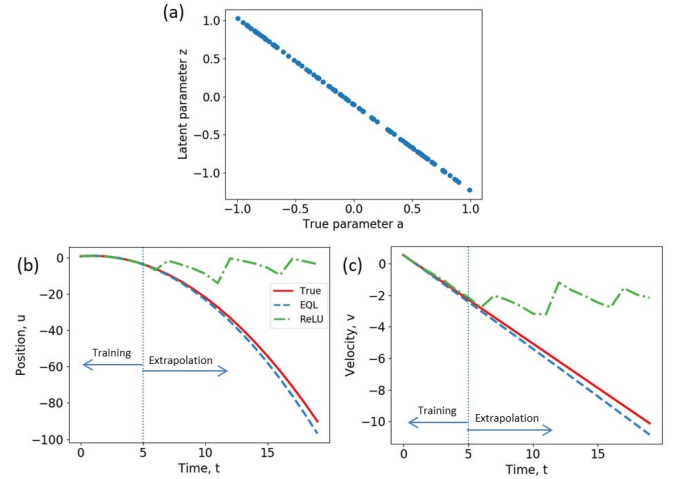 (a)
Latent parameter z
1.0
0.5
0.0
−0.5
−1.0
−1.0 −0.5 0.0 0.5 1.0
True parameter a
(b)
Position, u
0
−20
−40
−60
−80
−100
True
EQL
ReLU
Training
Extrapolation
0 5 10 15
Time, t
(c)
Velocity, v
0
−2
−4
−6
−8
−10
Training
Extrapolation
0 5 10 15
Time, t